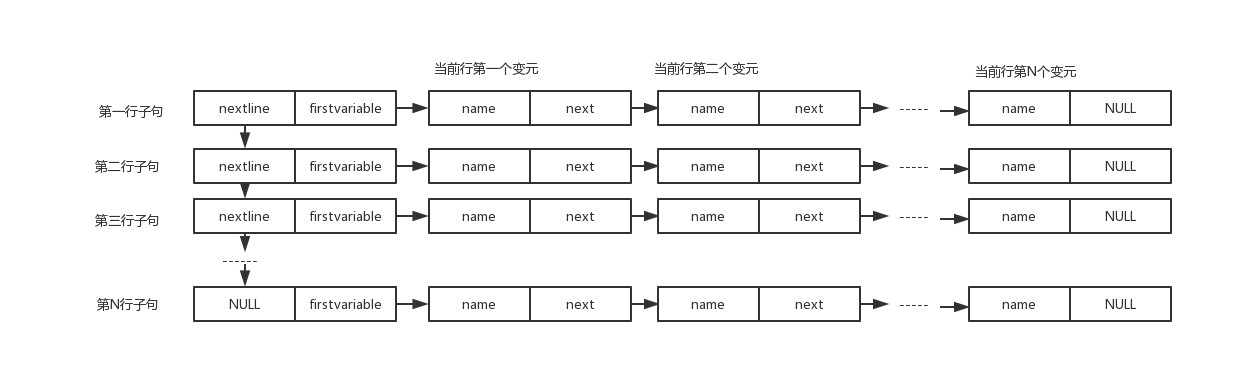 当前行第一个变元 当前行第二个变元 当前行第N个变元
第一行子句 nextline firstvariable name next name next name NULL
第二行子句 nextline firstvariable name next name next name NULL
第三行子句 nextline firstvariable name next name next name NULL
第N行子句 NULL firstvariable name next name next name NULL